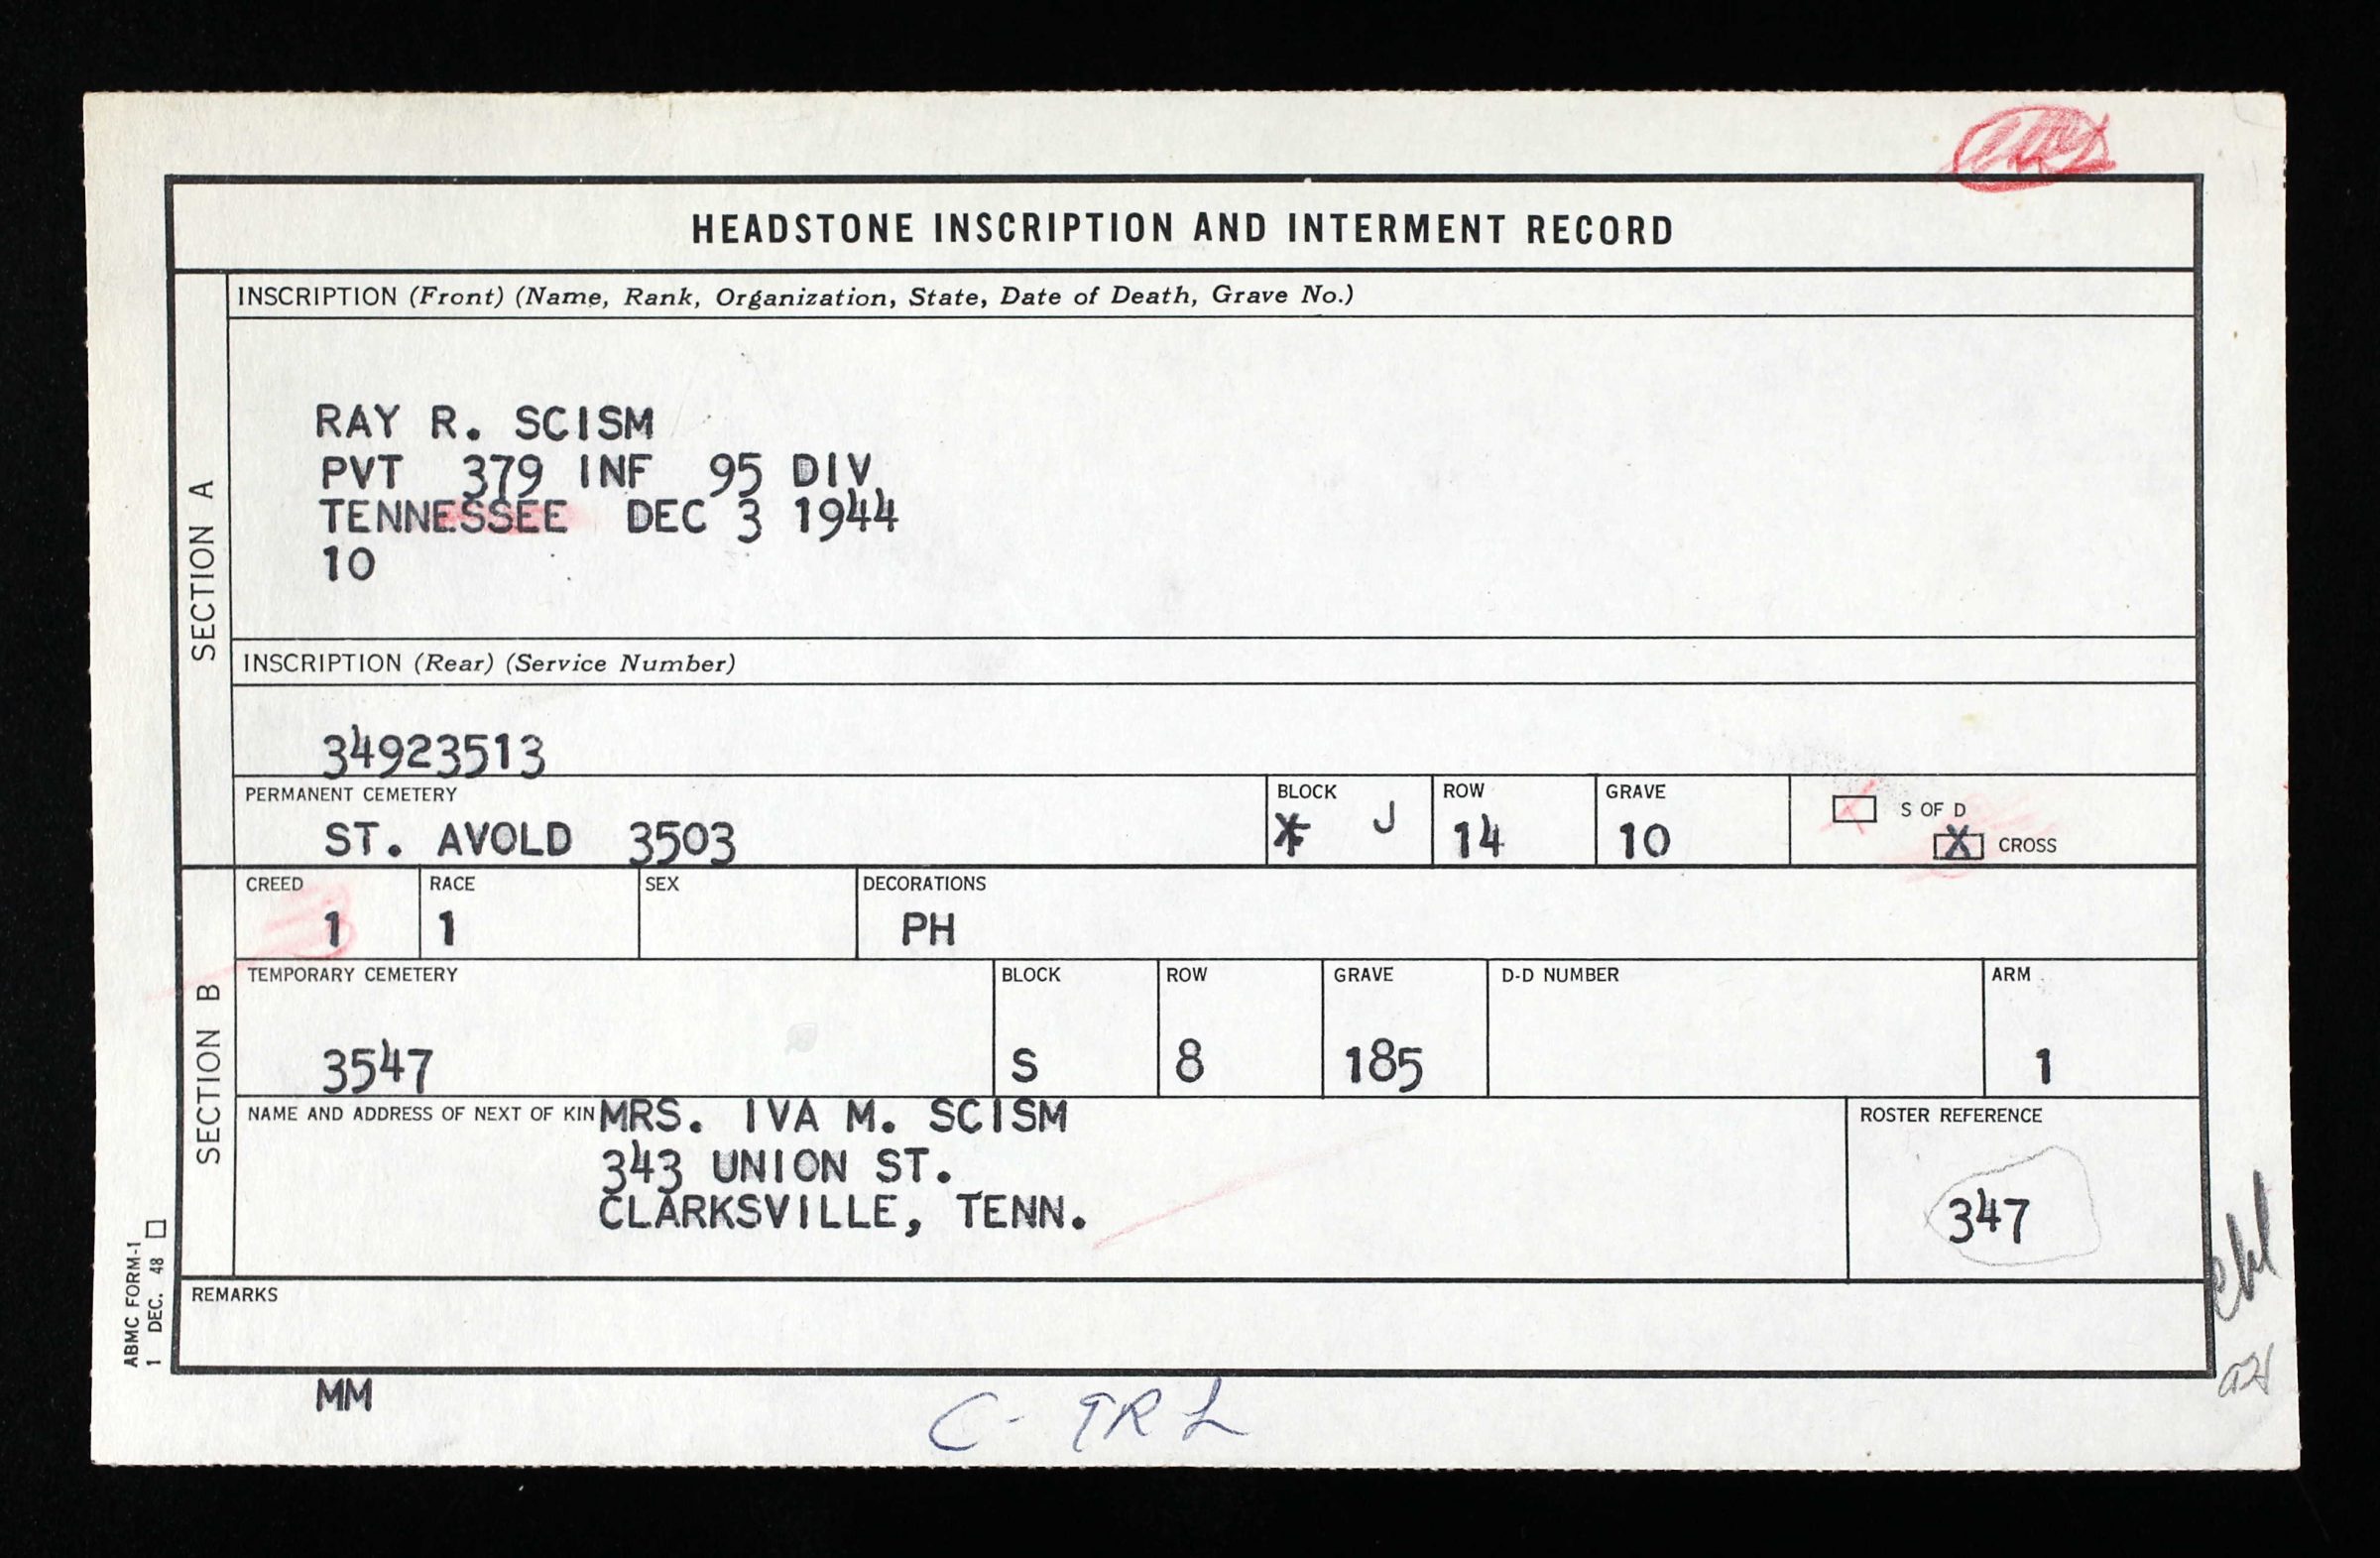 HEADSTONE INSCRIPTION AND INTERMENT RECORD
SECTION A
INSCRIPTION (Front) (Name, Rank, Organization, State, Date of Death, Grave No.)
RAY R. SCISM
PVT 379 INF 95 DIV
TENNESSEE DEC 3 1944
10
INSCRIPTION (Rear) (Service Number)
34923513
PERMANENT CEMETERY
ST. AVOLD 3503
BLOCK
J
ROW
14
GRAVE
10
S OF D
X CROSS
SECTION B
CREED
1
RACE
1
SEX
DECORATIONS
PH
TEMPORARY CEMETERY
3547
BLOCK
S
ROW
8
GRAVE
185
D-D NUMBER
ARM
1
NAME AND ADDRESS OF NEXT OF KIN MRS. IVA M. SCISM
343 UNION ST.
CLARKSVILLE, TENN.
ROSTER REFERENCE
347
REMARKS
ABMC FORM-1
1 DEC. 48
MM
C- TRL